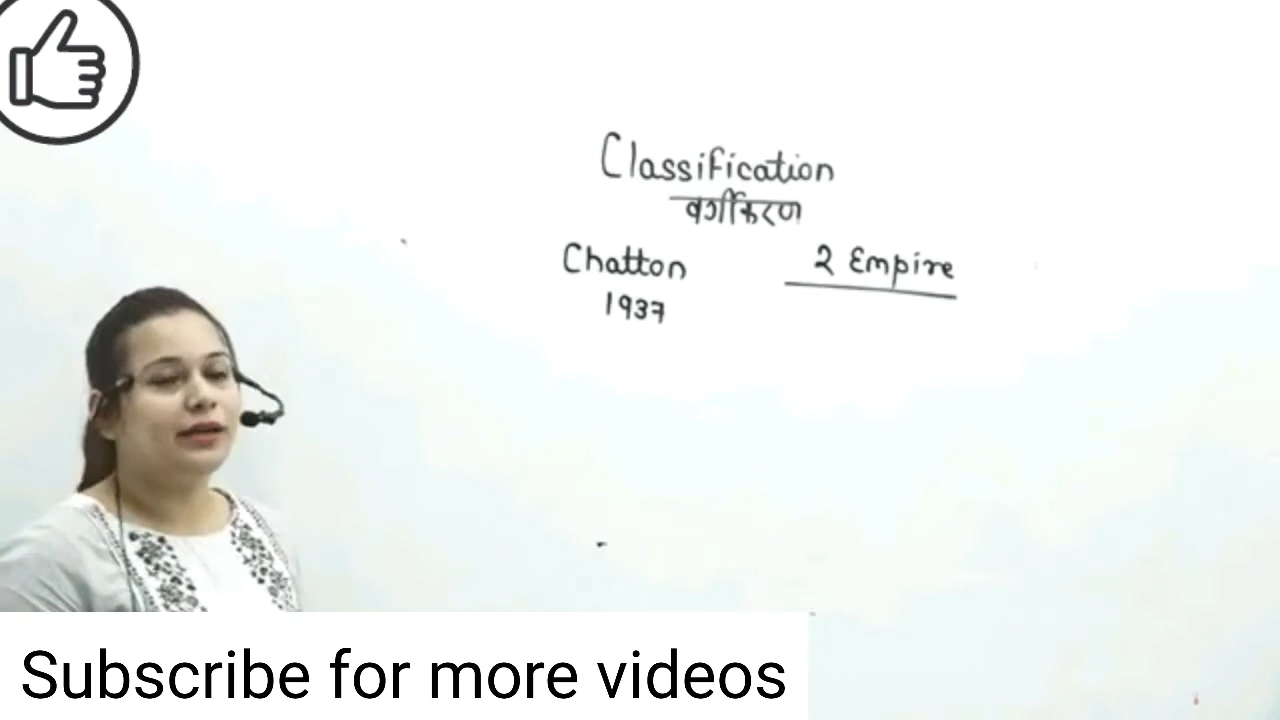 Classification
वर्गीकरण
Chatton 2 Empire
1937
Subscribe for more videos